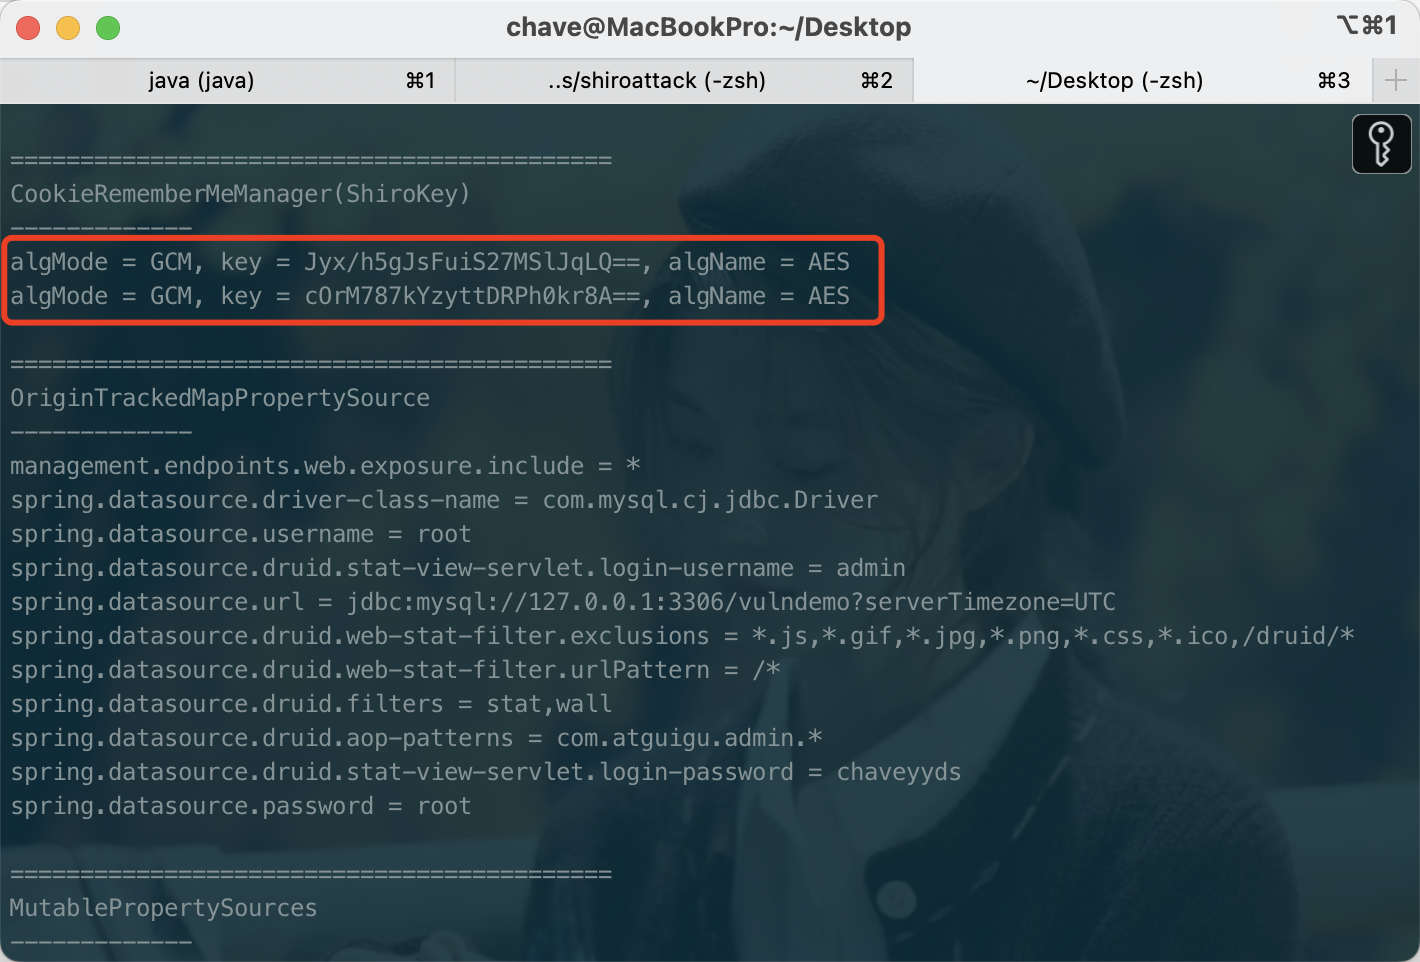 chave@MacBookPro:~/Desktop
⌥⌘1
java (java) ⌘1
..s/shiroattack (-zsh) ⌘2
~/Desktop (-zsh) ⌘3
===========================================
CookieRememberMeManager(ShiroKey)
-------------
algMode = GCM, key = Jyx/h5gJsFuiS27MSlJqLQ==, algName = AES
algMode = GCM, key = cOrM787kYzyttDRPh0kr8A==, algName = AES
===========================================
OriginTrackedMapPropertySource
-------------
management.endpoints.web.exposure.include = *
spring.datasource.driver-class-name = com.mysql.cj.jdbc.Driver
spring.datasource.username = root
spring.datasource.druid.stat-view-servlet.login-username = admin
spring.datasource.url = jdbc:mysql://127.0.0.1:3306/vulndemo?serverTimezone=UTC
spring.datasource.druid.web-stat-filter.exclusions = *.js,*.gif,*.jpg,*.png,*.css,*.ico,/druid/*
spring.datasource.druid.web-stat-filter.urlPattern = /*
spring.datasource.druid.filters = stat,wall
spring.datasource.druid.aop-patterns = com.atguigu.admin.*
spring.datasource.druid.stat-view-servlet.login-password = chaveyyds
spring.datasource.password = root
===========================================
MutablePropertySources
-------------